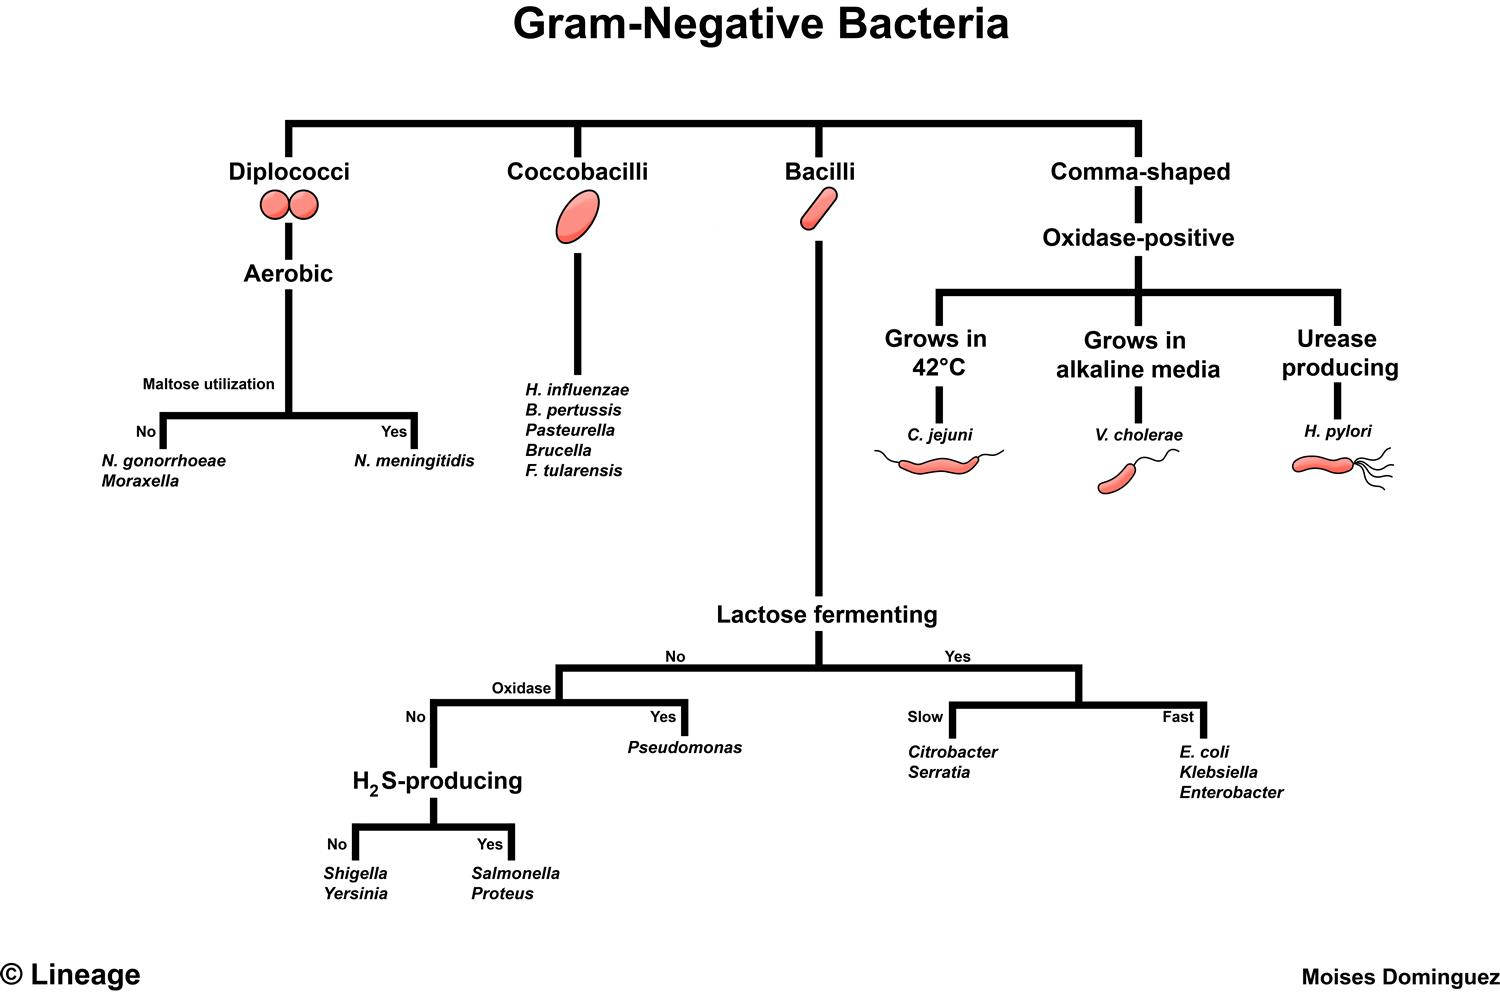 Gram-Negative Bacteria
Diplococci
Coccobacilli
Bacilli
Comma-shaped
Aerobic
Oxidase-positive
Maltose utilization
No
Yes
N. gonorrhoeae
Moraxella
N. meningitidis
H. influenzae
B. pertussis
Pasteurella
Brucella
F. tularensis
Grows in
42°C
C. jejuni
Grows in
alkaline media
V. cholerae
Urease
producing
H. pylori
Lactose fermenting
No
Yes
Oxidase
No
Yes
Pseudomonas
Slow
Fast
Citrobacter
Serratia
E. coli
Klebsiella
Enterobacter
H₂S-producing
No
Yes
Shigella
Yersinia
Salmonella
Proteus
© Lineage
Moises Dominguez